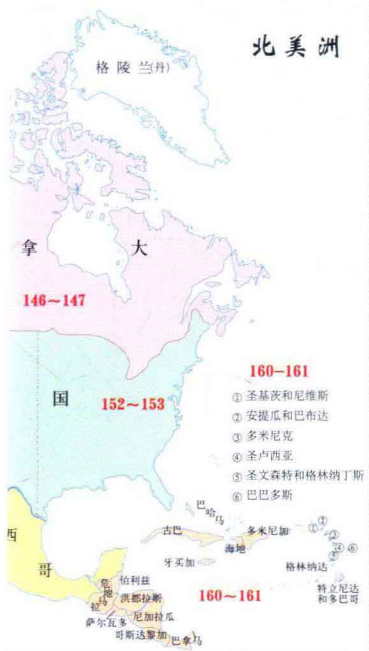 北美洲
格陵兰(丹)
拿 大
146~147
160—161
国
152~153
① 圣基茨和尼维斯
② 安提瓜和巴布达
③ 多米尼克
④ 圣卢西亚
⑤ 圣文森特和格林纳丁斯
⑥ 巴巴多斯
巴哈马
古巴
多米尼加
海地
①
②
③
④
⑥
⑤
西
哥
牙买加
格林纳达
危地马拉
伯利兹
洪都拉斯
160~161
特立尼达
和多巴哥
萨尔瓦多
尼加拉瓜
哥斯达黎加
巴拿马